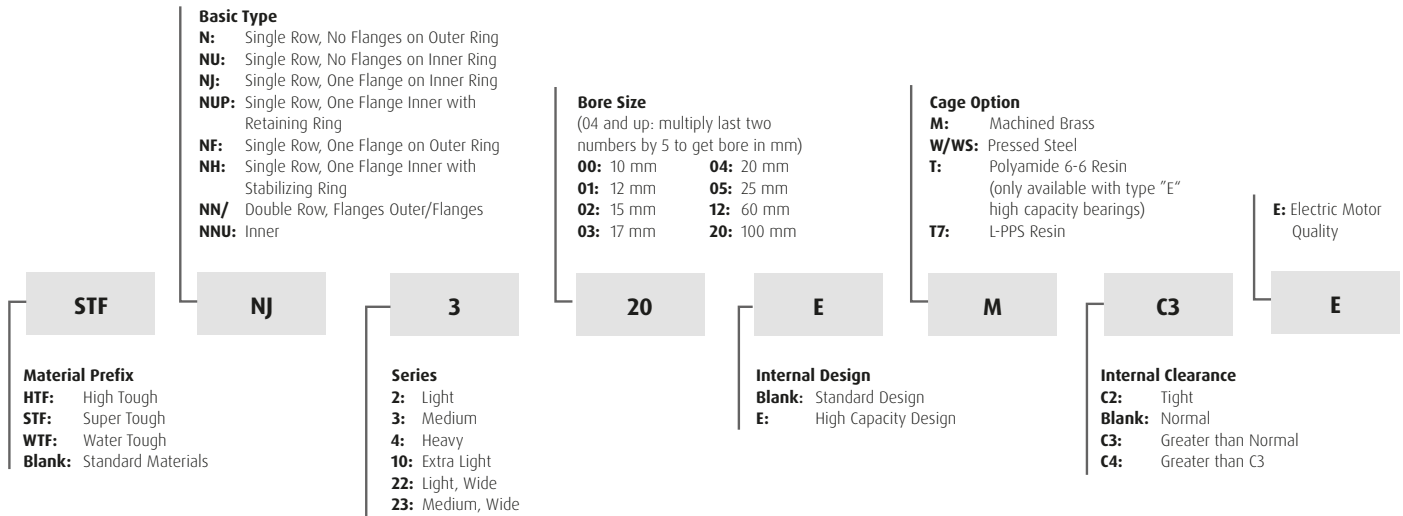 Basic Type
N: Single Row, No Flanges on Outer Ring
NU: Single Row, No Flanges on Inner Ring
NJ: Single Row, One Flange on Inner Ring
NUP: Single Row, One Flange Inner with
Retaining Ring
NF: Single Row, One Flange on Outer Ring
NH: Single Row, One Flange Inner with
Stabilizing Ring
NN/ Double Row, Flanges Outer/Flanges
NNU: Inner
Bore Size
(04 and up: multiply last two
numbers by 5 to get bore in mm)
00: 10 mm 04: 20 mm
01: 12 mm 05: 25 mm
02: 15 mm 12: 60 mm
03: 17 mm 20: 100 mm
Cage Option
M: Machined Brass
W/WS: Pressed Steel
T: Polyamide 6-6 Resin
(only available with type "E"
high capacity bearings)
T7: L-PPS Resin
E: Electric Motor
Quality
STF NJ 3 20 E M C3 E
Material Prefix
HTF: High Tough
STF: Super Tough
WTF: Water Tough
Blank: Standard Materials
Series
2: Light
3: Medium
4: Heavy
10: Extra Light
22: Light, Wide
23: Medium, Wide
Internal Design
Blank: Standard Design
E: High Capacity Design
Internal Clearance
C2: Tight
Blank: Normal
C3: Greater than Normal
C4: Greater than C3